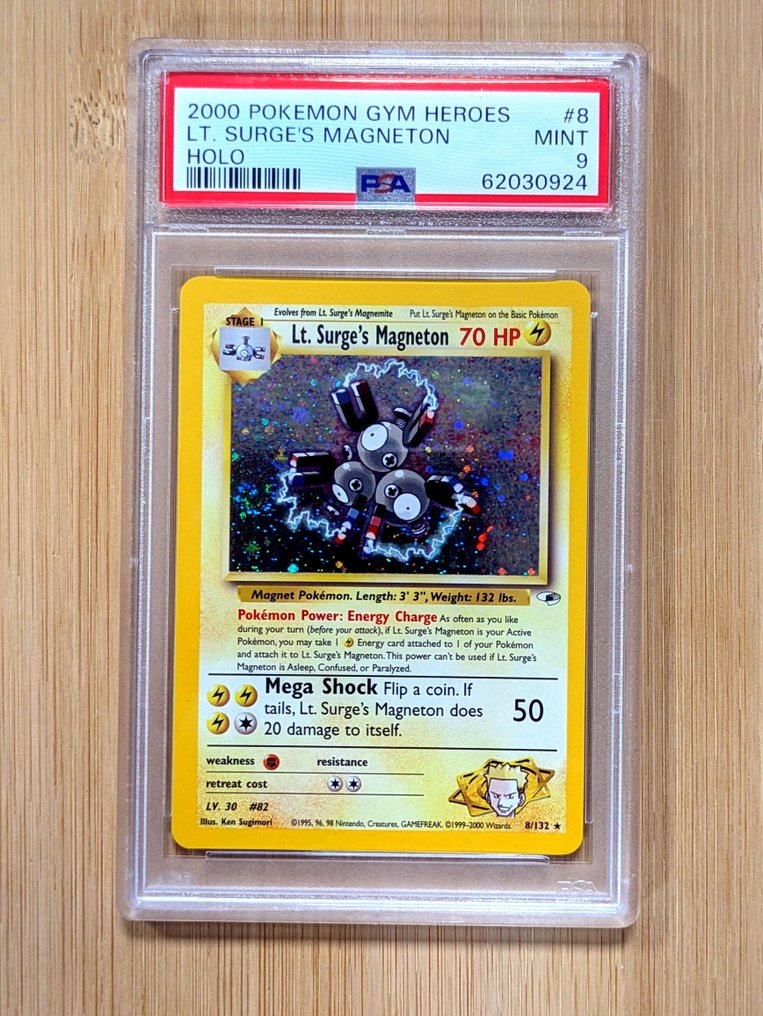 2000 POKEMON GYM HEROES #8
LT. SURGE'S MAGNETON MINT
HOLO 9
PSA 62030924
STAGE 1
Evolves from Lt. Surge's Magnemite Put Lt. Surge's Magneton on the Basic Pokémon
Lt. Surge's Magneton 70 HP
Magnet Pokémon. Length: 3' 3", Weight: 132 lbs.
Pokémon Power: Energy Charge As often as you like
during your turn (before your attack), if Lt. Surge's Magneton is your Active
Pokémon, you may take 1 Energy card attached to 1 of your Pokémon
and attach it to Lt. Surge's Magneton. This power can't be used if Lt. Surge's
Magneton is Asleep, Confused, or Paralyzed.
Mega Shock Flip a coin. If
tails, Lt. Surge's Magneton does 50
20 damage to itself.
weakness resistance
retreat cost
LV. 30 #82
Illus. Ken Sugimori ©1995, 96, 98 Nintendo, Creatures, GAMEFREAK. ©1999-2000 Wizards. 8/132 ★
PSA